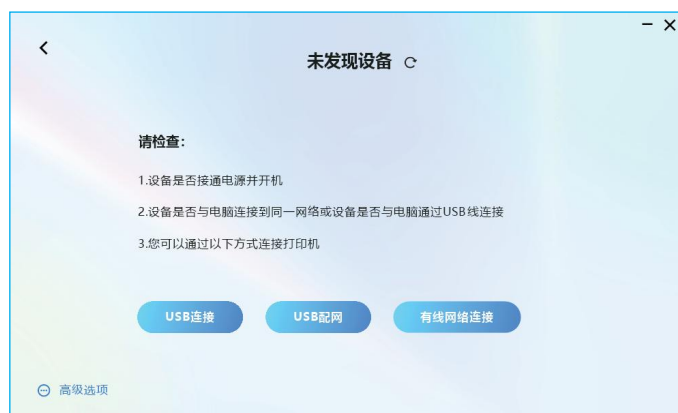 未发现设备
请检查：
1.设备是否接通电源并开机
2.设备是否与电脑连接到同一网络或设备是否与电脑通过USB线连接
3.您可以通过以下方式连接打印机
USB连接 USB配网 有线网络连接
高级选项